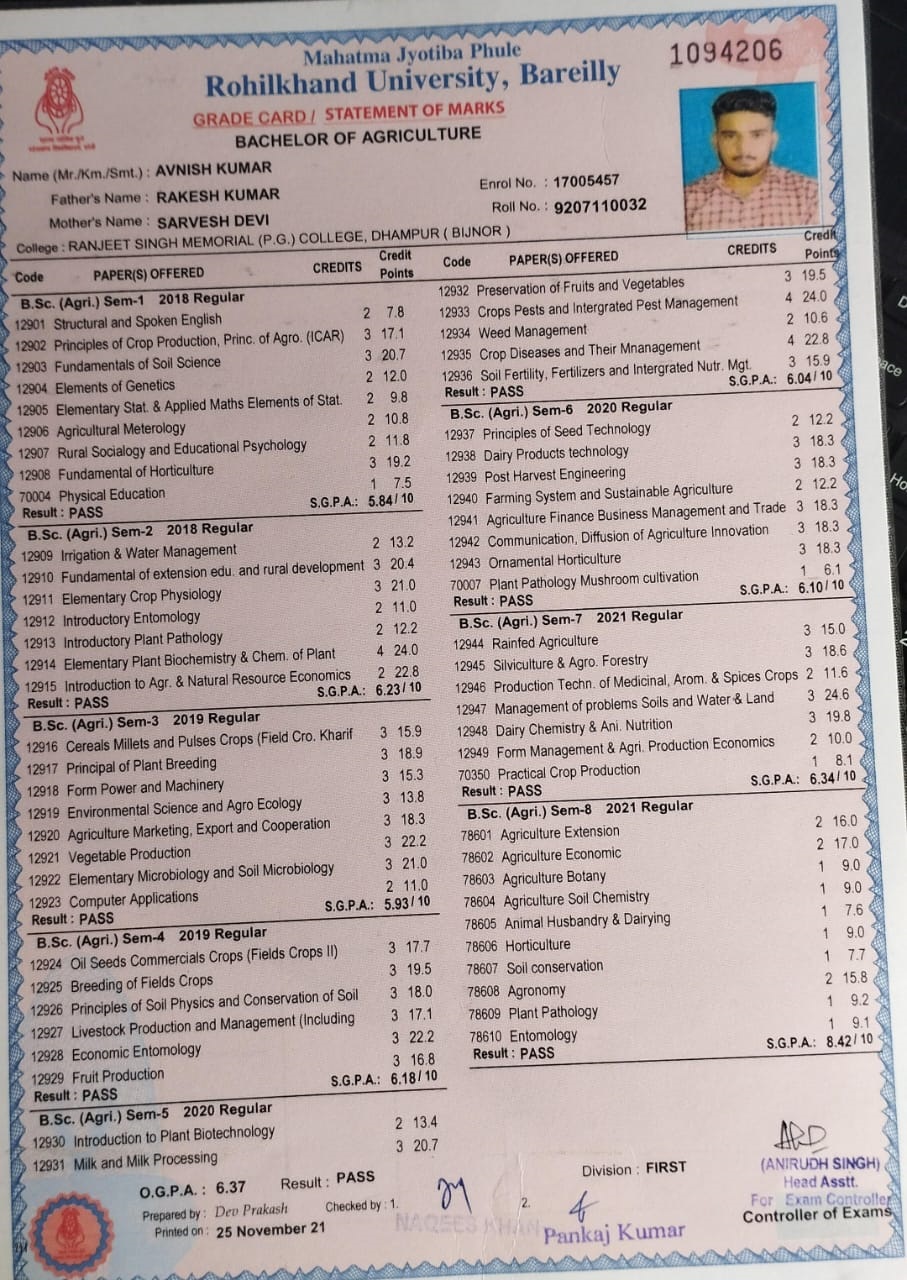 Mahatma Jyotiba Phule
1094206
Rohilkhand University, Bareilly
GRADE CARD / STATEMENT OF MARKS
BACHELOR OF AGRICULTURE
Name (Mr./Km./Smt.) : AVNISH KUMAR
Father's Name : RAKESH KUMAR
Mother's Name : SARVESH DEVI
Enrol No. : 17005457
Roll No. : 9207110032
College : RANJEET SINGH MEMORIAL (P.G.) COLLEGE, DHAMPUR ( BIJNOR )
Code PAPER(S) OFFERED CREDITS Credit Points
B.Sc. (Agri.) Sem-1 2018 Regular
12901 Structural and Spoken English 2 7.8
12902 Principles of Crop Production, Princ. of Agro. (ICAR) 3 17.1
12903 Fundamentals of Soil Science 3 20.7
12904 Elements of Genetics 2 12.0
12905 Elementary Stat. & Applied Maths Elements of Stat. 2 9.8
12906 Agricultural Meterology 2 10.8
12907 Rural Socialogy and Educational Psychology 2 11.8
12908 Fundamental of Horticulture 3 19.2
70004 Physical Education 1 7.5
Result : PASS S.G.P.A.: 5.84/ 10
B.Sc. (Agri.) Sem-2 2018 Regular
12909 Irrigation & Water Management 2 13.2
12910 Fundamental of extension edu. and rural development 3 20.4
12911 Elementary Crop Physiology 3 21.0
12912 Introductory Entomology 2 11.0
12913 Introductory Plant Pathology 2 12.2
12914 Elementary Plant Biochemistry & Chem. of Plant 4 24.0
12915 Introduction to Agr. & Natural Resource Economics 2 22.8
Result : PASS S.G.P.A.: 6.23/ 10
B.Sc. (Agri.) Sem-3 2019 Regular
12916 Cereals Millets and Pulses Crops (Field Cro. Kharif 3 15.9
12917 Principal of Plant Breeding 3 18.9
12918 Form Power and Machinery 3 15.3
12919 Environmental Science and Agro Ecology 3 13.8
12920 Agriculture Marketing, Export and Cooperation 3 18.3
12921 Vegetable Production 3 22.2
12922 Elementary Microbiology and Soil Microbiology 3 21.0
12923 Computer Applications 2 11.0
Result : PASS S.G.P.A.: 5.93/ 10
B.Sc. (Agri.) Sem-4 2019 Regular
12924 Oil Seeds Commercials Crops (Fields Crops II) 3 17.7
12925 Breeding of Fields Crops 3 19.5
12926 Principles of Soil Physics and Conservation of Soil 3 18.0
12927 Livestock Production and Management (Including 3 17.1
12928 Economic Entomology 3 22.2
12929 Fruit Production 3 16.8
Result : PASS S.G.P.A.: 6.18/ 10
B.Sc. (Agri.) Sem-5 2020 Regular
12930 Introduction to Plant Biotechnology 2 13.4
12931 Milk and Milk Processing 3 20.7
Code PAPER(S) OFFERED CREDITS Credit Points
12932 Preservation of Fruits and Vegetables 3 19.5
12933 Crops Pests and Intergrated Pest Management 4 24.0
12934 Weed Management 2 10.6
12935 Crop Diseases and Their Mnanagement 4 22.8
12936 Soil Fertility, Fertilizers and Intergrated Nutr. Mgt. 3 15.9
Result : PASS S.G.P.A.: 6.04/ 10
B.Sc. (Agri.) Sem-6 2020 Regular
12937 Principles of Seed Technology 2 12.2
12938 Dairy Products technology 3 18.3
12939 Post Harvest Engineering 3 18.3
12940 Farming System and Sustainable Agriculture 2 12.2
12941 Agriculture Finance Business Management and Trade 3 18.3
12942 Communication, Diffusion of Agriculture Innovation 3 18.3
12943 Ornamental Horticulture 3 18.3
70007 Plant Pathology Mushroom cultivation 1 6.1
Result : PASS S.G.P.A.: 6.10/ 10
B.Sc. (Agri.) Sem-7 2021 Regular
12944 Rainfed Agriculture 3 15.0
12945 Silviculture & Agro. Forestry 3 18.6
12946 Production Techn. of Medicinal, Arom. & Spices Crops 2 11.6
12947 Management of problems Soils and Water & Land 3 24.6
12948 Dairy Chemistry & Ani. Nutrition 3 19.8
12949 Form Management & Agri. Production Economics 2 10.0
70350 Practical Crop Production 1 8.1
Result : PASS S.G.P.A.: 6.34/ 10
B.Sc. (Agri.) Sem-8 2021 Regular
78601 Agriculture Extension 2 16.0
78602 Agriculture Economic 2 17.0
78603 Agriculture Botany 1 9.0
78604 Agriculture Soil Chemistry 1 9.0
78605 Animal Husbandry & Dairying 1 7.6
78606 Horticulture 1 9.0
78607 Soil conservation 1 7.7
78608 Agronomy 2 15.8
78609 Plant Pathology 1 9.2
78610 Entomology 1 9.1
Result : PASS S.G.P.A.: 8.42/ 10
O.G.P.A. : 6.37 Result : PASS Division : FIRST
Prepared by : Dev Prakash Checked by : 1. 2.
Printed on : 25 November 21
NAQEES KHAN
Pankaj Kumar
(ANIRUDH SINGH)
Head Asstt.
For Exam Controller
Controller of Exams